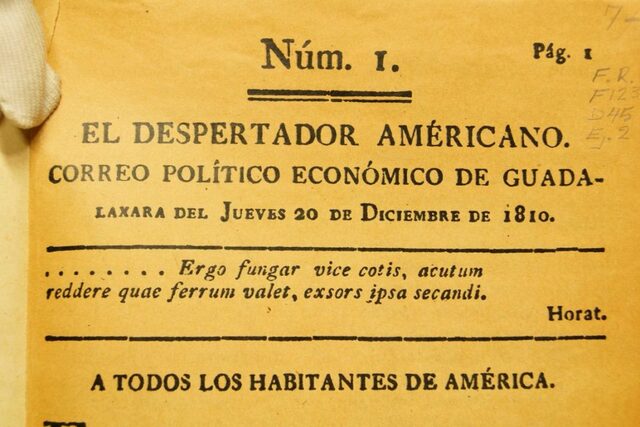 Núm. 1.
Pág. 1
7-
F.R.
F123
D45
Ej. 2
EL DESPERTADOR AMÉRICANO.
CORREO POLÍTICO ECONÓMICO DE GUADA-
LAXARA DEL JUEVES 20 DE DICIEMBRE DE 1810.
........ Ergo fungar vice cotis, acutum
reddere quae ferrum valet, exsors ipsa secandi.
Horat.
A TODOS LOS HABITANTES DE AMÉRICA.